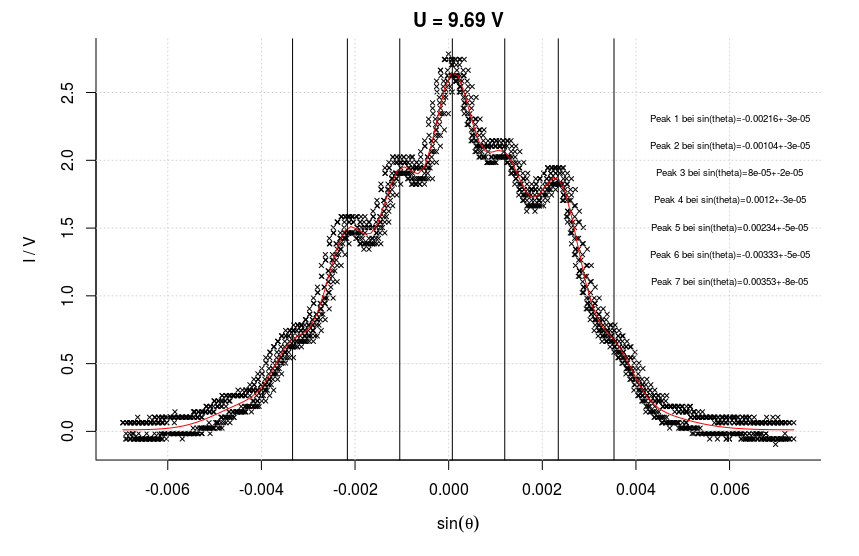 U = 9.69 V
2.5
2.0
1.5
1.0
0.5
0.0
I / V
Peak 1 bei sin(theta)=-0.00216+-3e-05
Peak 2 bei sin(theta)=-0.00104+-3e-05
Peak 3 bei sin(theta)=8e-05+-2e-05
Peak 4 bei sin(theta)=0.0012+-3e-05
Peak 5 bei sin(theta)=0.00234+-5e-05
Peak 6 bei sin(theta)=-0.00333+-5e-05
Peak 7 bei sin(theta)=0.00353+-8e-05
-0.006 -0.004 -0.002 0.000 0.002 0.004 0.006
sin(θ)